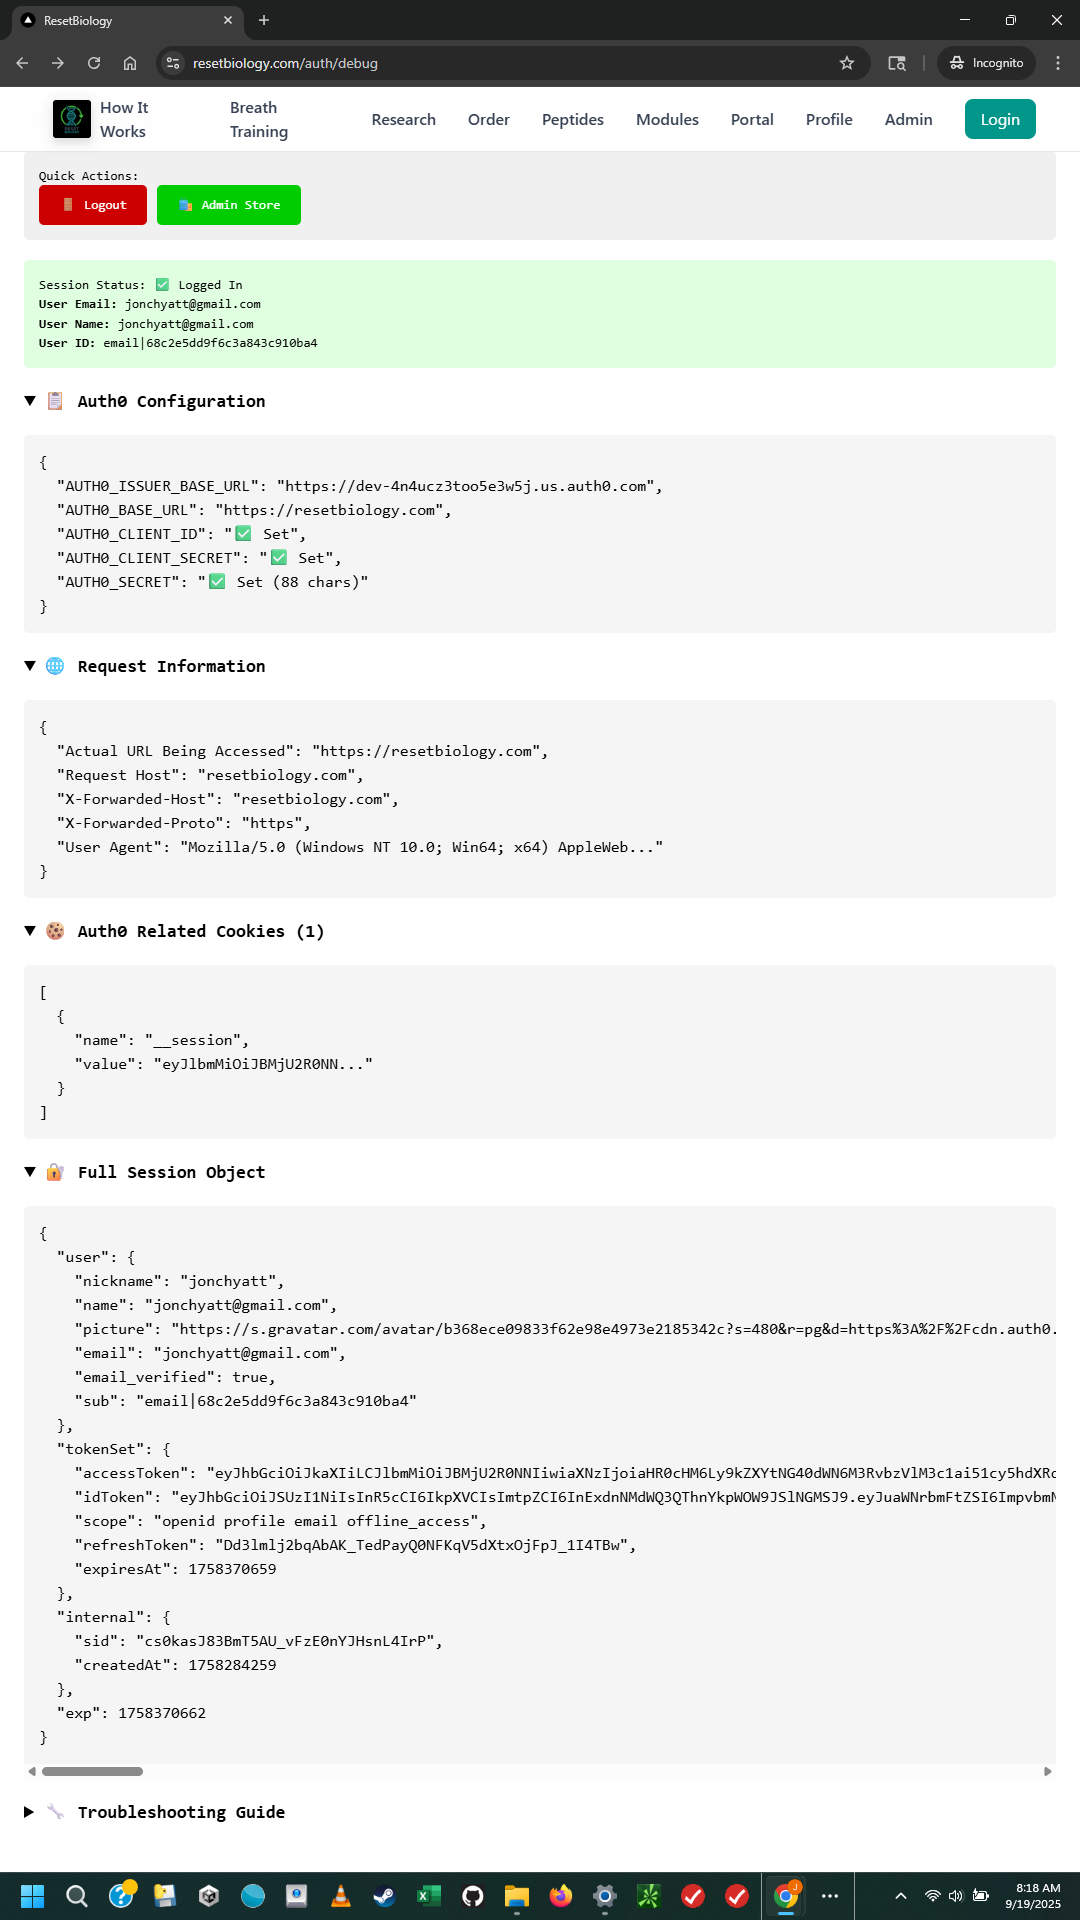 ResetBiology
resetbiology.com/auth/debug
Incognito
How It Works
Breath Training
Research
Order
Peptides
Modules
Portal
Profile
Admin
Login
Quick Actions:
Logout
Admin Store
Session Status: ✅ Logged In
User Email: jonchyatt@gmail.com
User Name: jonchyatt@gmail.com
User ID: email|68c2e5dd9f6c3a843c910ba4
Auth0 Configuration
{
"AUTH0_ISSUER_BASE_URL": "https://dev-4n4ucz3too5e3w5j.us.auth0.com",
"AUTH0_BASE_URL": "https://resetbiology.com",
"AUTH0_CLIENT_ID": "✅ Set",
"AUTH0_CLIENT_SECRET": "✅ Set",
"AUTH0_SECRET": "✅ Set (88 chars)"
}
Request Information
{
"Actual URL Being Accessed": "https://resetbiology.com",
"Request Host": "resetbiology.com",
"X-Forwarded-Host": "resetbiology.com",
"X-Forwarded-Proto": "https",
"User Agent": "Mozilla/5.0 (Windows NT 10.0; Win64; x64) AppleWeb..."
}
Auth0 Related Cookies (1)
[
{
"name": "__session",
"value": "eyJlbmMiOiJBMjU2R0NN..."
}
]
Full Session Object
{
"user": {
"nickname": "jonchyatt",
"name": "jonchyatt@gmail.com",
"picture": "https://s.gravatar.com/avatar/b368ece09833f62e98e4973e2185342c?s=480&r=pg&d=https%3A%2F%2Fcdn.auth0.
"email": "jonchyatt@gmail.com",
"email_verified": true,
"sub": "email|68c2e5dd9f6c3a843c910ba4"
},
"tokenSet": {
"accessToken": "eyJhbGciOiJkaXIiLCJlbmMiOiJBMjU2R0NNIiwiaXNzIjoiaHR0cHM6Ly9kZXYtNG40dWN6M3RvbzVlM3c1ai51cy5hdXRo
"idToken": "eyJhbGciOiJSUzI1NiIsInR5cCI6IkpXVCIsImtpZCI6InExdnNMdWQ3QThnYkpWOW9JSlNGMSJ9.eyJuaWNrbmFtZSI6ImpvbmN
"scope": "openid profile email offline_access",
"refreshToken": "Dd3lmlj2bqAbAK_TedPayQ0NFKqV5dXtxOjFpJ_1I4TBw",
"expiresAt": 1758370659
},
"internal": {
"sid": "cs0kasJ83BmT5AU_vFzE0nYJHsnL4IrP",
"createdAt": 1758284259
},
"exp": 1758370662
}
Troubleshooting Guide
8:18 AM
9/19/2025